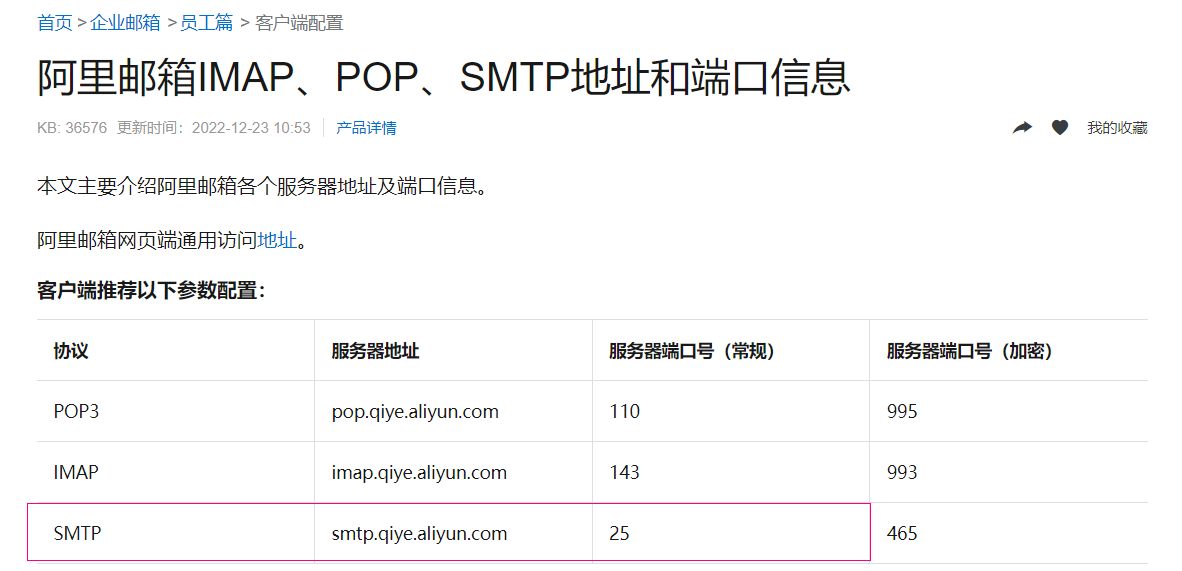 首页 > 企业邮箱 > 员工篇 > 客户端配置
阿里邮箱IMAP、POP、SMTP地址和端口信息
KB: 36576 更新时间: 2022-12-23 10:53 产品详情 我的收藏
本文主要介绍阿里邮箱各个服务器地址及端口信息。
阿里邮箱网页端通用访问地址。
客户端推荐以下参数配置：
协议 服务器地址 服务器端口号（常规） 服务器端口号（加密）
POP3 pop.qiye.aliyun.com 110 995
IMAP imap.qiye.aliyun.com 143 993
SMTP smtp.qiye.aliyun.com 25 465